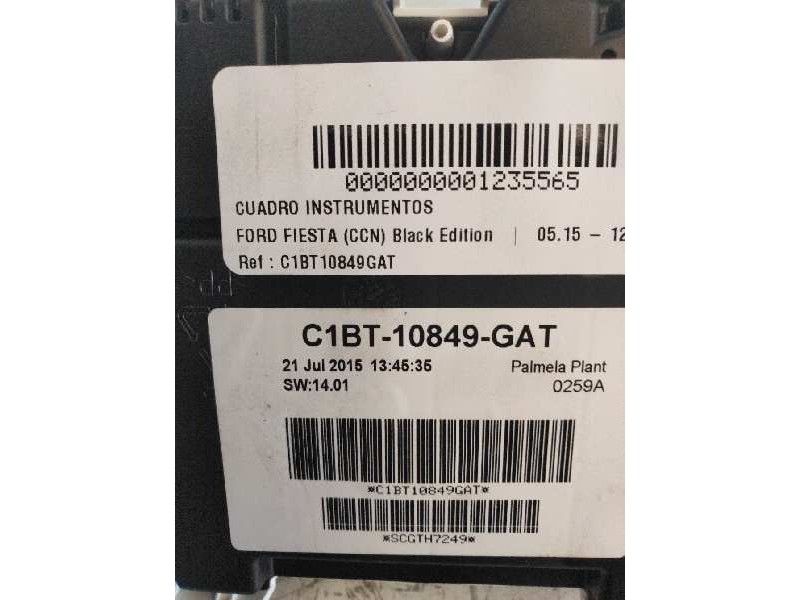 0000000001235565
CUADRO INSTRUMENTOS
FORD FIESTA (CCN) Black Edition | 05.15 – 12
Ref : C1BT10849GAT
C1BT-10849-GAT
21 Jul 2015 13:45:35 Palmela Plant
SW:14.01 0259A
*C1BT10849GAT*
*SCGTH7249*